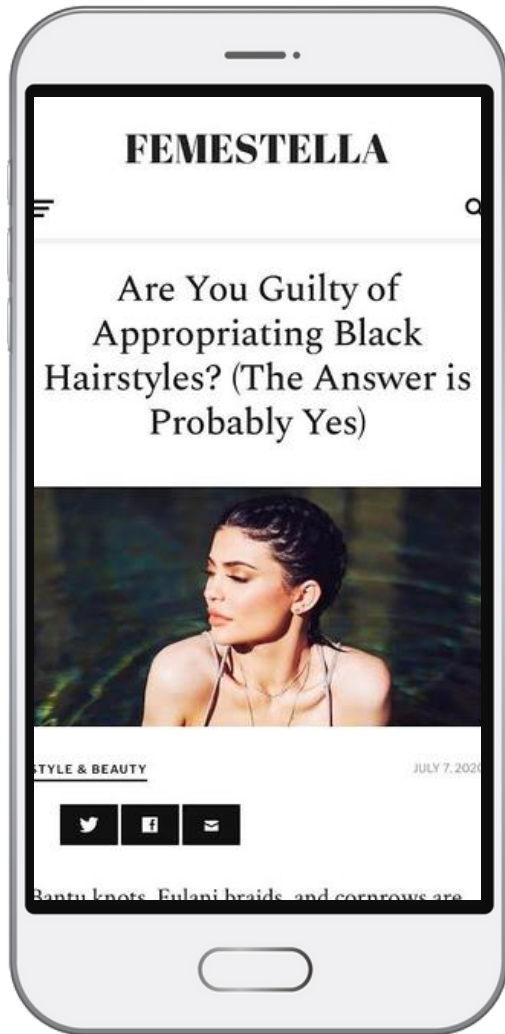 FEMESTELLA
Are You Guilty of
Appropriating Black
Hairstyles? (The Answer is
Probably Yes)
STYLE & BEAUTY
JULY 7, 2020
Bantu knots, Fulani braids, and cornrows are